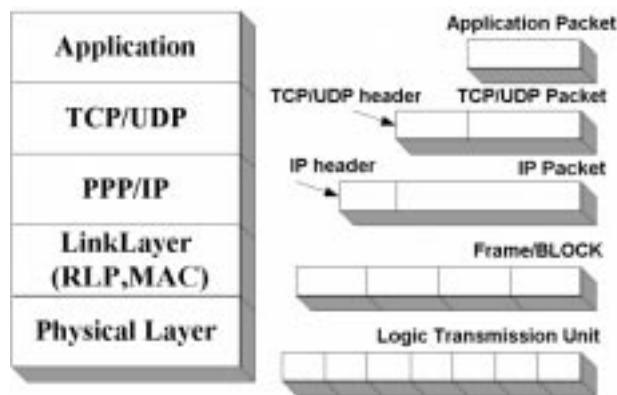 Application
TCP/UDP
PPP/IP
LinkLayer
(RLP,MAC)
Physical Layer
Application Packet
TCP/UDP header
TCP/UDP Packet
IP header
IP Packet
Frame/BLOCK
Logic Transmission Unit